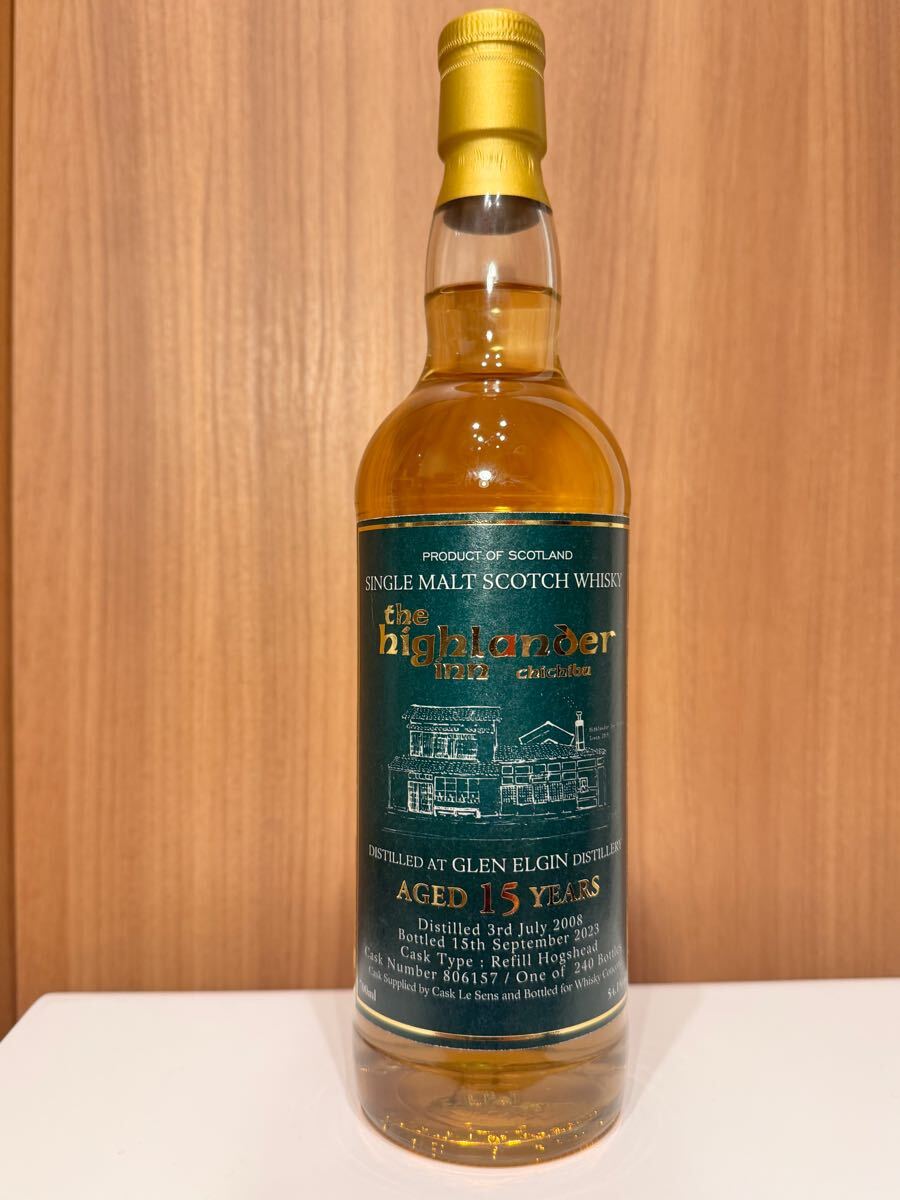 PRODUCT OF SCOTLAND
SINGLE MALT SCOTCH WHISKY
the
highlander
inn chichibu
Highlander
DISTILLED AT GLEN ELGIN DISTILLERY
AGED 15 YEARS
Distilled 3rd July 2008
Bottled 15th September 2023
Cask Type : Refill Hogshead
Cask Number 806157 / One of 240 Bottles
Cask Supplied by Cask Le Sens and Bottled for Whisky
700ml